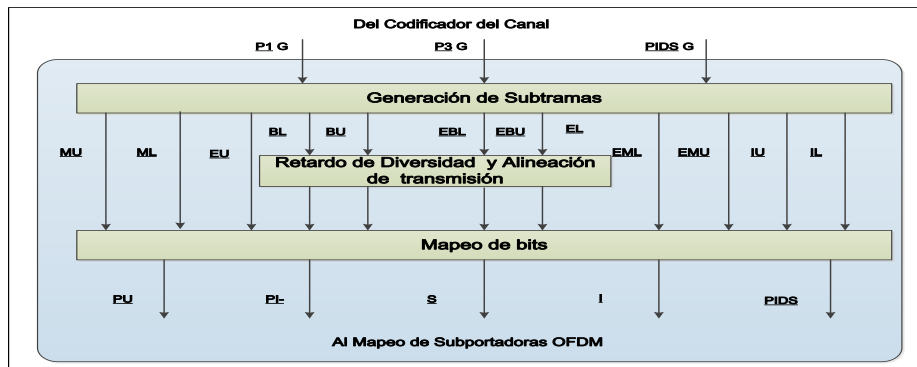 Del Codificador del Canal
P1 G P3 G PIDS G
Generación de Subtramas
MU ML EU BL BU EBL EBU EL EML EMU IU IL
Retardo de Diversidad y Alineación
de transmisión
Mapeo de bits
PU PI- S I PIDS
Al Mapeo de Subportadoras OFDM